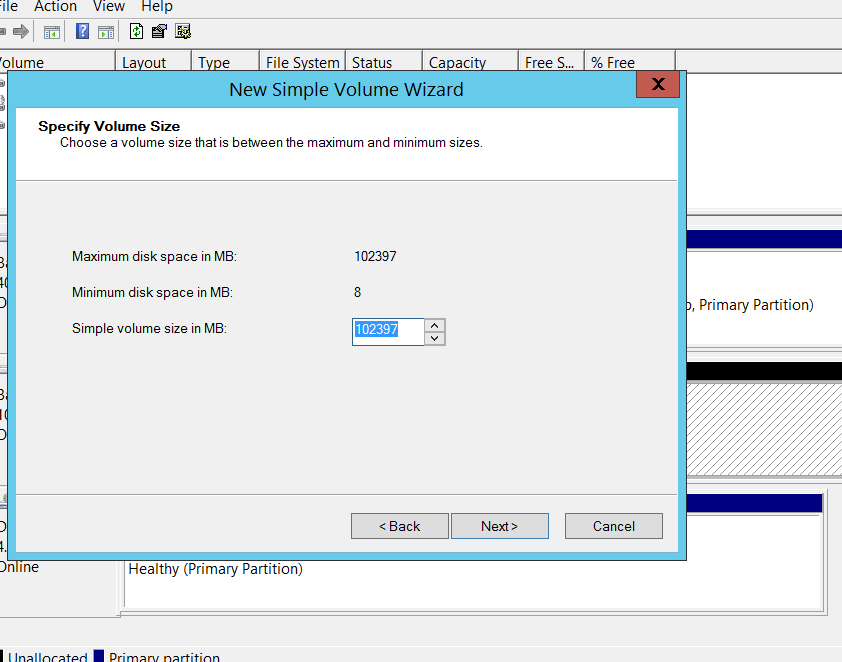 File Action View Help
Volume Layout Type File System Status Capacity Free S... % Free
New Simple Volume Wizard
Specify Volume Size
Choose a volume size that is between the maximum and minimum sizes.
Maximum disk space in MB: 102397
Minimum disk space in MB: 8
, Primary Partition)
Simple volume size in MB: 102397
< Back Next > Cancel
Online
Healthy (Primary Partition)
Unallocated Primary partition